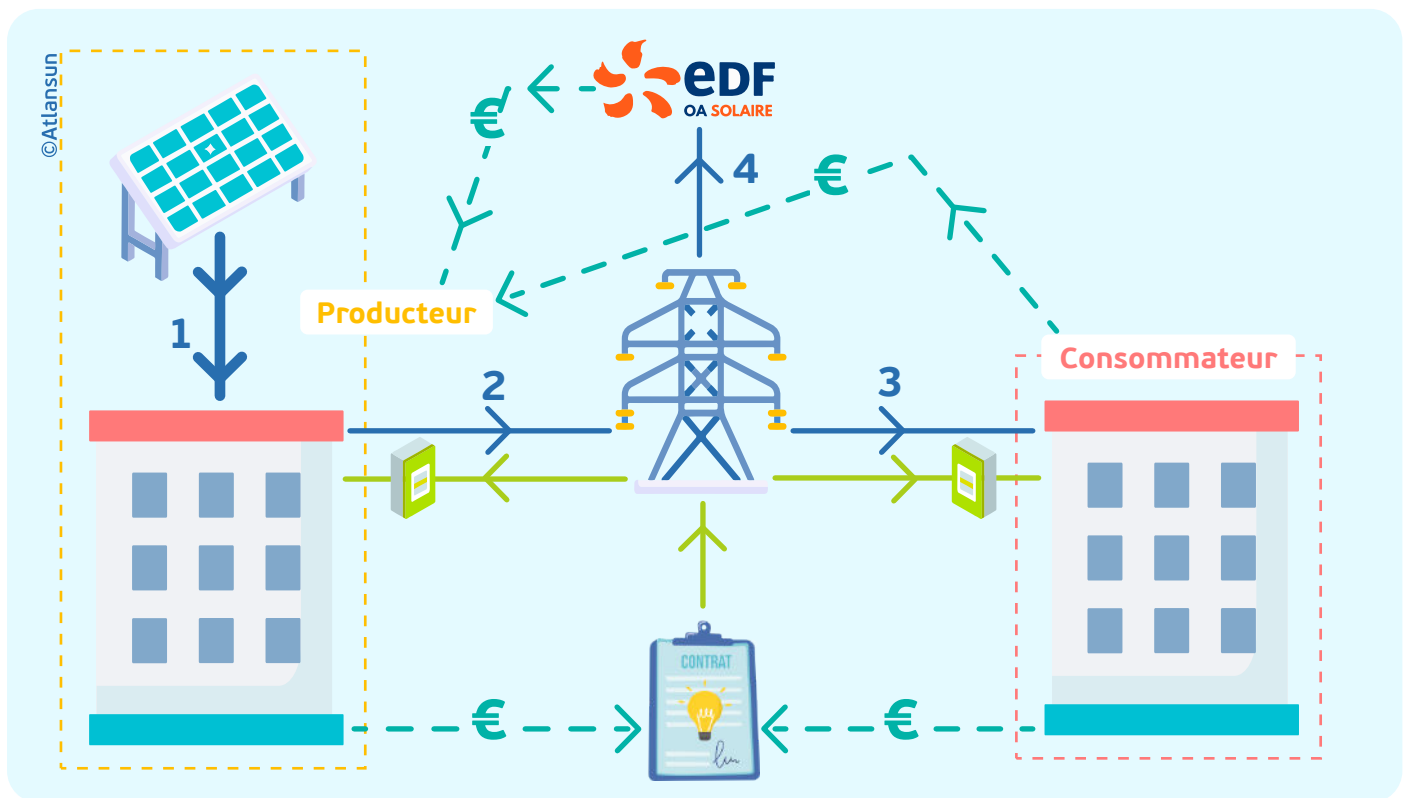 ©Atlansun
eDF
OA SOLAIRE
€
4
€
1
Producteur
2
3
Consommateur
CONTRAT
€
€